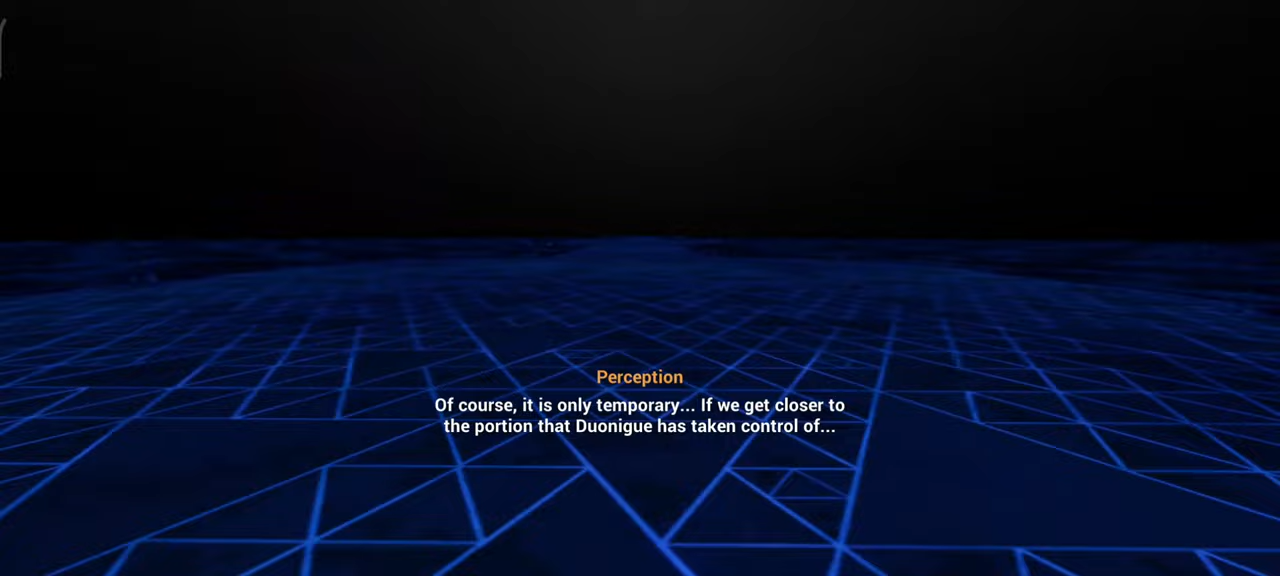 Perception
Of course, it is only temporary... If we get closer to
the portion that Duonigue has taken control of...